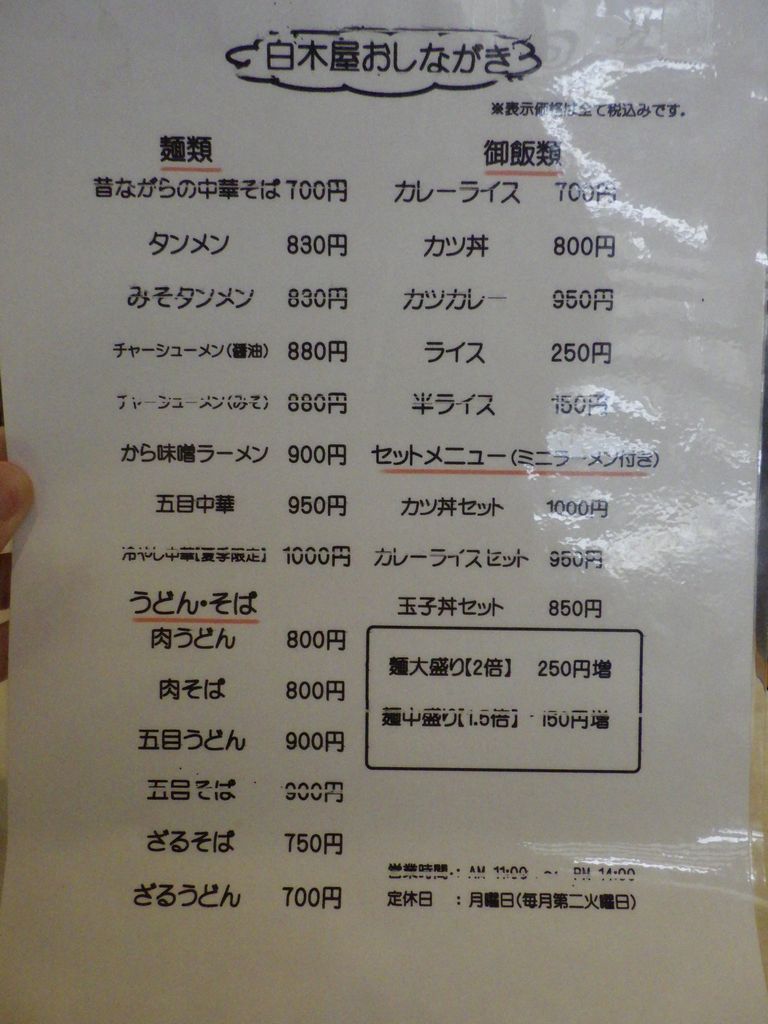 白木屋おしながき
※表示価格は全て税込みです。
麺類
昔ながらの中華そば 700円
タンメン 830円
みそタンメン 830円
チャーシューメン(醤油) 880円
チャーシューメン(みそ) 880円
から味噌ラーメン 900円
五目中華 950円
冷やし中華【夏季限定】 1000円
うどん・そば
肉うどん 800円
肉そば 800円
五目うどん 900円
五目そば 900円
ざるそば 750円
ざるうどん 700円
御飯類
カレーライス 700円
カツ丼 800円
カツカレー 950円
ライス 250円
半ライス 150円
セットメニュー(ミニラーメン付き)
カツ丼セット 1000円
カレーライスセット 950円
玉子丼セット 850円
麺大盛り【2倍】 250円増
麺中盛り【1.5倍】 150円増
営業時間：AM 11:00 ～ PM 14:00
定休日 ：月曜日(毎月第二火曜日)